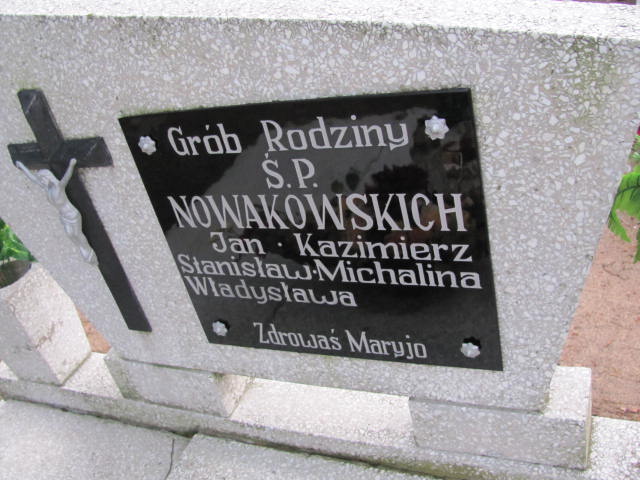 Grób Rodziny
Ś.P.
NOWAKOWSKICH
Jan · Kazimierz
Stanisław·Michalina
Władysława
Zdrowaś Maryjo